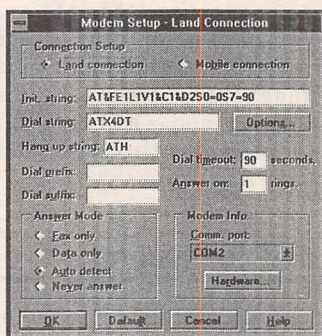 Modem Setup - Land Connection
Connection Setup
Land connection
Mobile connection
Init. string: AT&FE1L1V1&C1&D2S0=0S7=90
Dial string: ATX4DT
Options...
Hang up string: ATH
Dial timeout: 90 seconds.
Dial prefix:
Answer on: 1 rings.
Dial suffix:
Answer Mode
Fax only
Data only
Auto detect
Never answer
Modem Info.
Comm. port:
COM2
Hardware...
OK
Default
Cancel
Help